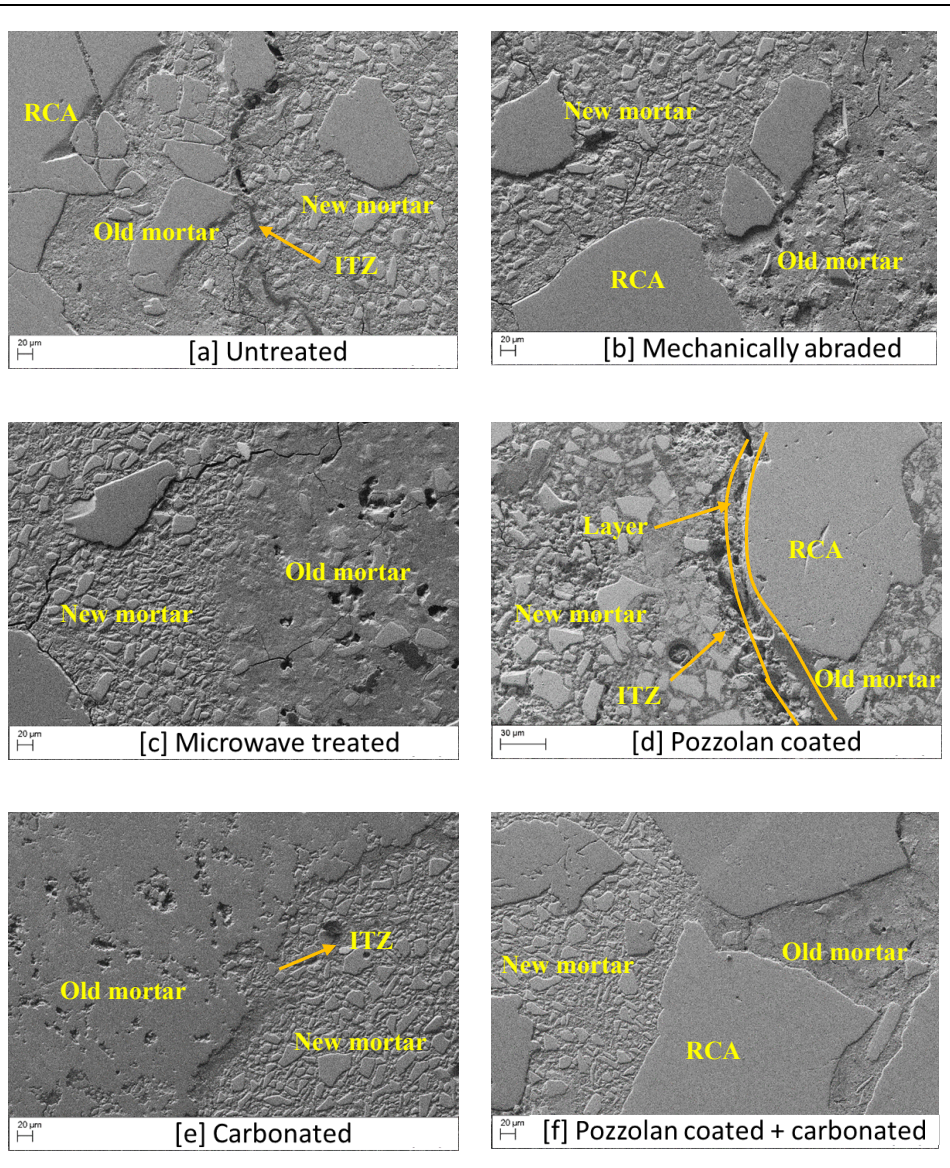 RCA
New mortar
Old mortar
ITZ
20 µm
[a] Untreated
New mortar
Old mortar
RCA
20 µm
[b] Mechanically abraded
Old mortar
New mortar
20 µm
[c] Microwave treated
Layer
RCA
New mortar
Old mortar
ITZ
30 µm
[d] Pozzolan coated
ITZ
Old mortar
New mortar
20 µm
[e] Carbonated
Old mortar
New mortar
RCA
20 µm
[f] Pozzolan coated + carbonated